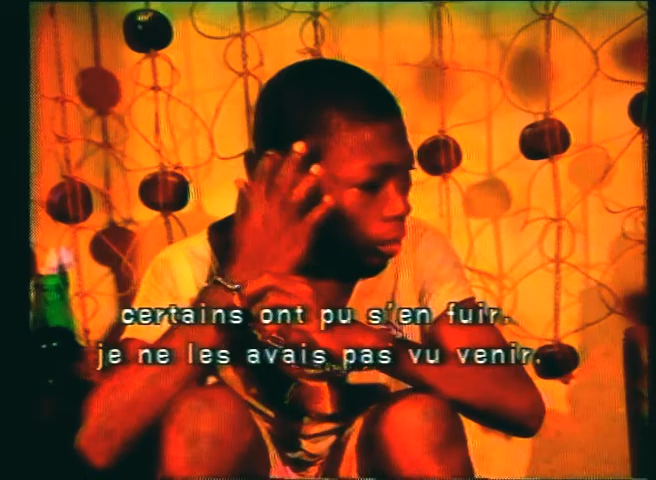 certains ont pu s'en fuir.
je ne les avais pas vu venir.